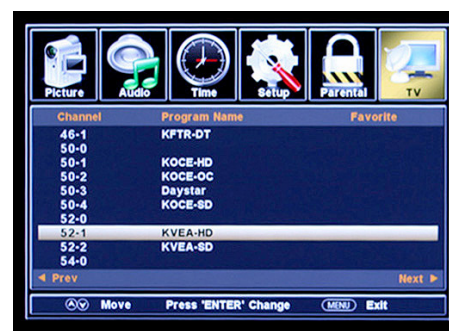 Picture Audio Time Setup Parental TV
Channel Program Name Favorite
46-1 KFTR-DT
50-0
50-1 KOCE-HD
50-2 KOCE-OC
50-3 Daystar
50-4 KOCE-SD
52-0
52-1 KVEA-HD
52-2 KVEA-SD
54-0
◄ Prev Next ►
Move Press 'ENTER' Change MENU Exit